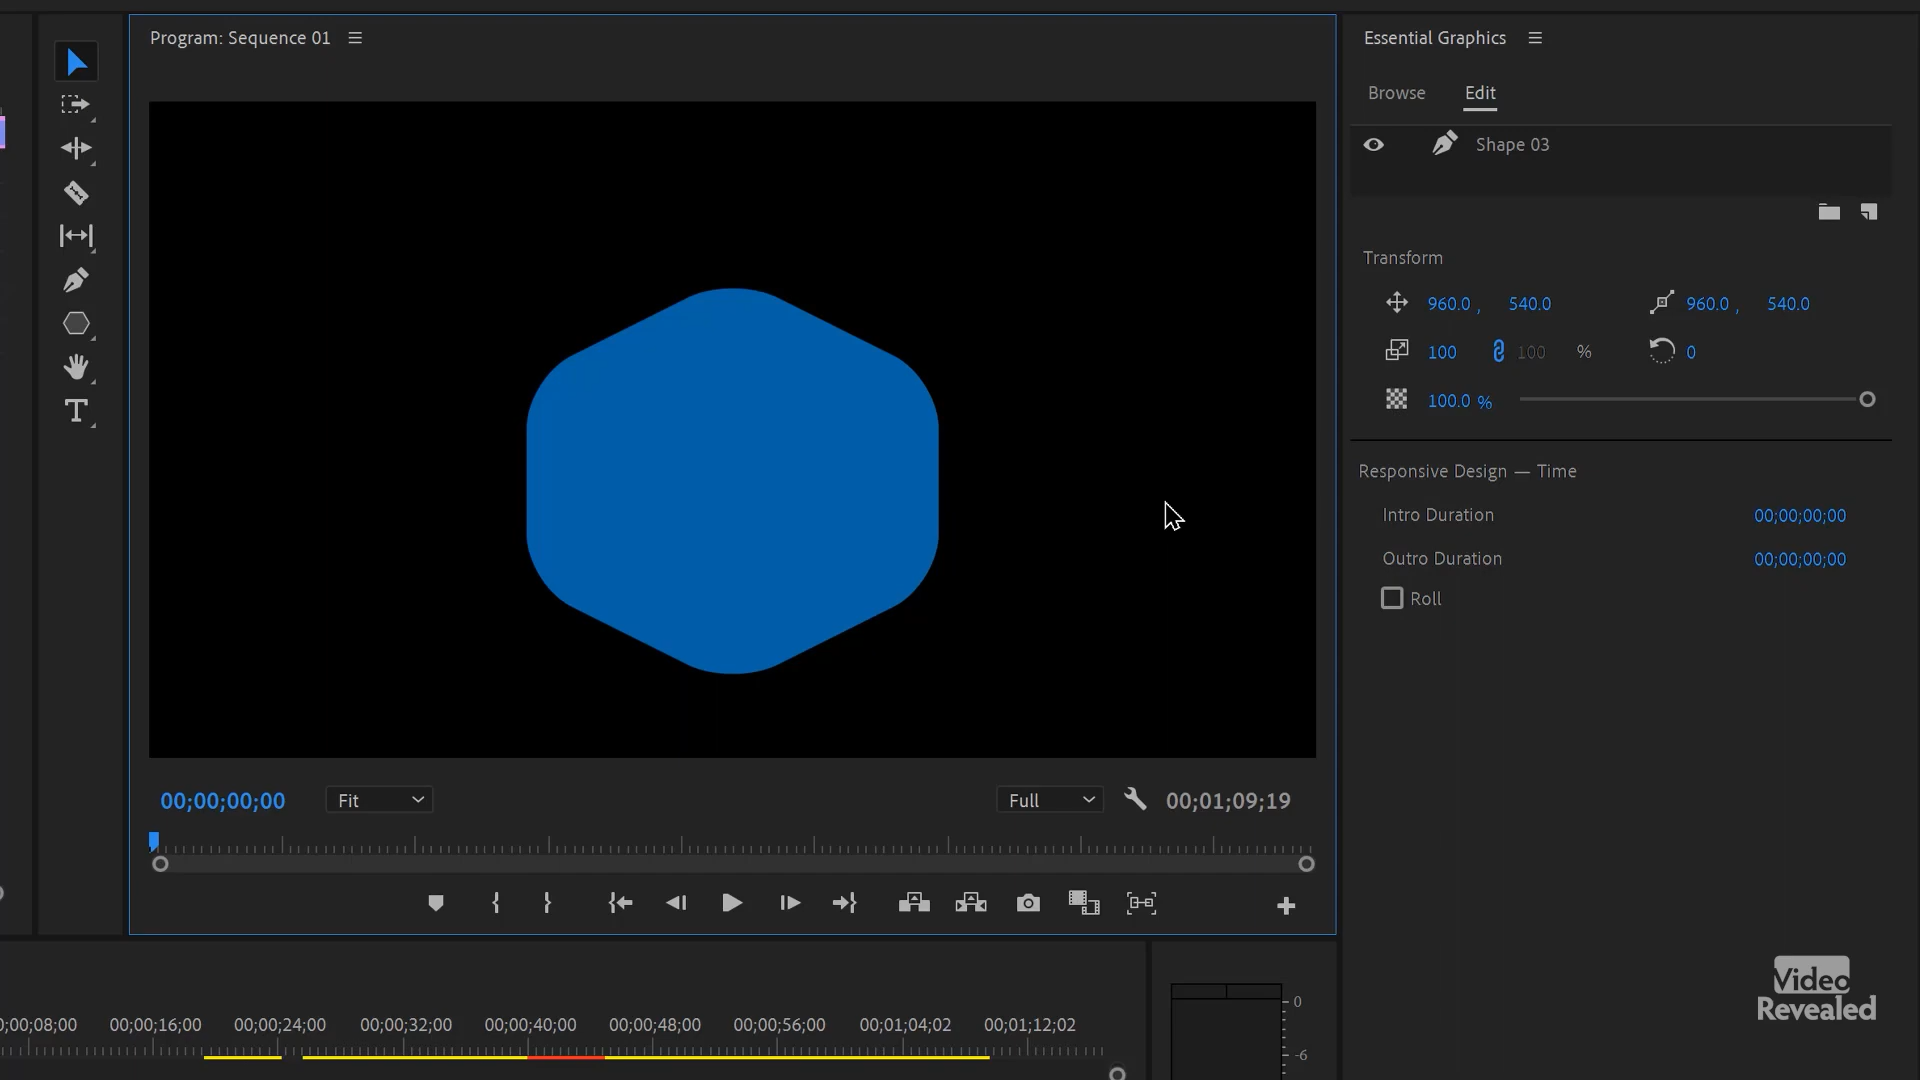 Program: Sequence 01
Essential Graphics
Browse Edit
Shape 03
Transform
960.0 , 540.0 960.0 , 540.0
100 100 % 0
100.0 %
Responsive Design — Time
Intro Duration 00;00;00;00
Outro Duration 00;00;00;00
Roll
T
00;00;00;00 Fit Full 00;01;09;19
00;00;16;00 00;00;24;00 00;00;32;00 00;00;40;00 00;00;48;00 00;00;56;00 00;01;04;02 00;01;12;02
0
-6
Video
Revealed